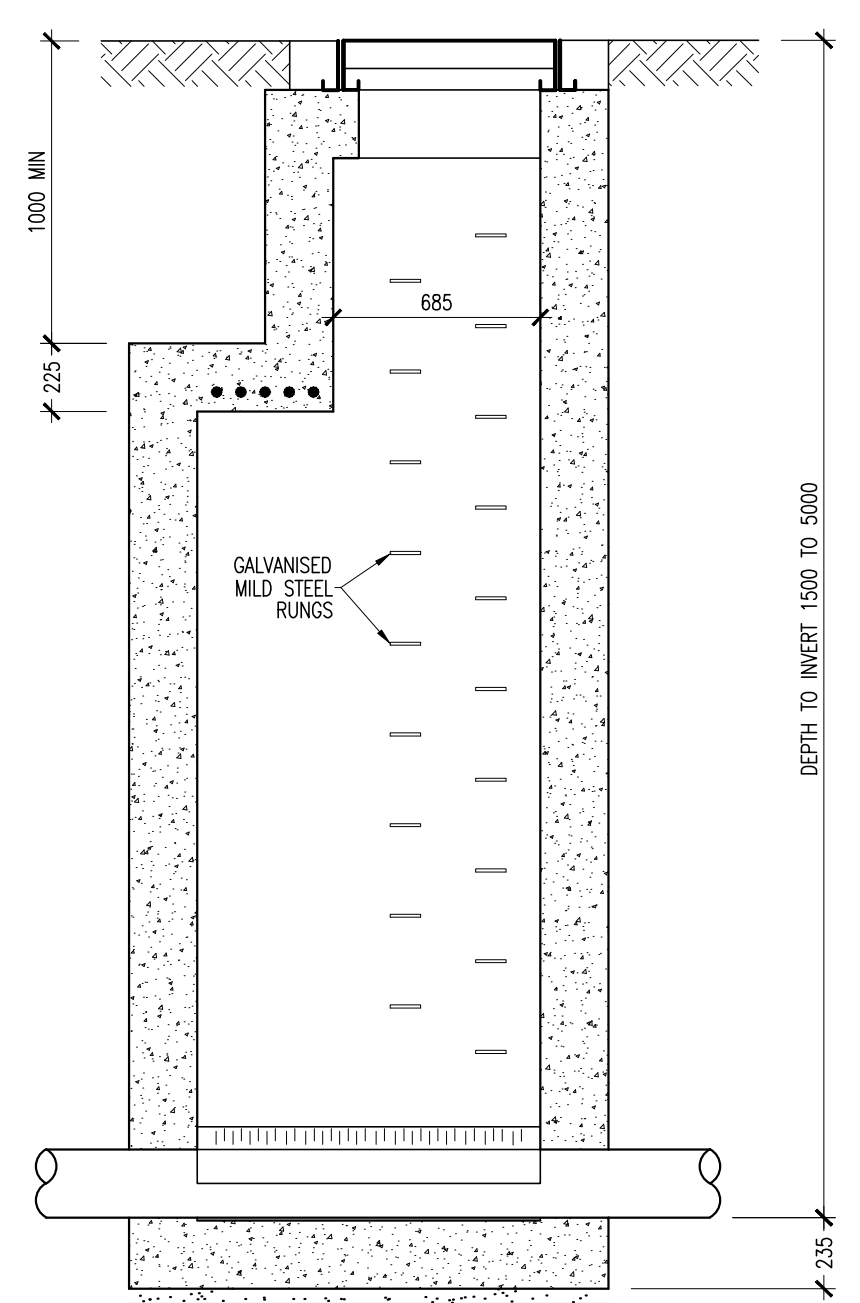 1000 MIN
225
685
GALVANISED
MILD STEEL
RUNGS
DEPTH TO INVERT 1500 TO 5000
235